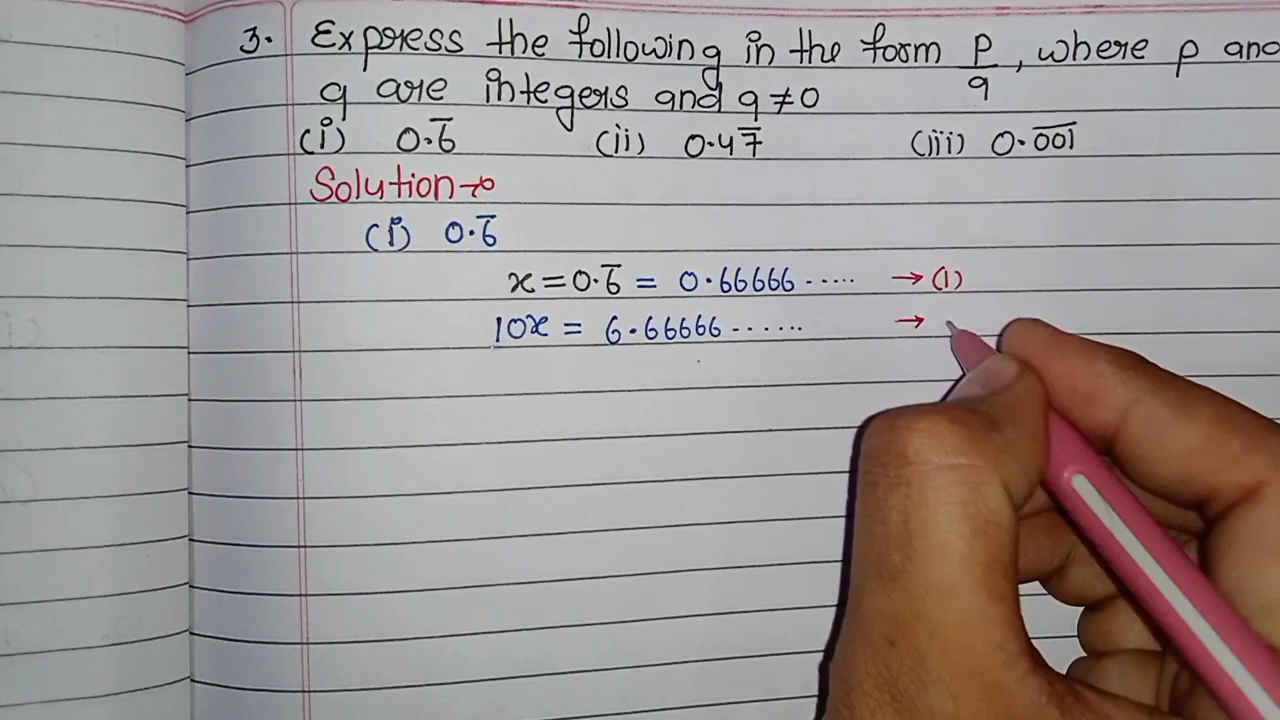 3. Express the following in the form p/q, where p and
q are integers and q ≠ 0
(i) 0.6̅ (ii) 0.47̅ (iii) 0.0̅0̅1̅
Solution →
(i) 0.6̅
x = 0.6̅ = 0.66666 ..... → (1)
10x = 6.66666 ...... →